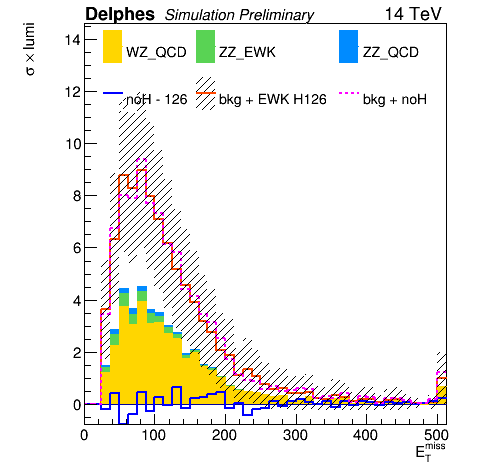 Delphes Simulation Preliminary 14 TeV
σ × lumi
14
12
10
8
6
4
2
0
WZ_QCD ZZ_EWK ZZ_QCD
noH - 126 bkg + EWK H126 bkg + noH
0 100 200 300 400 500
E_T^miss